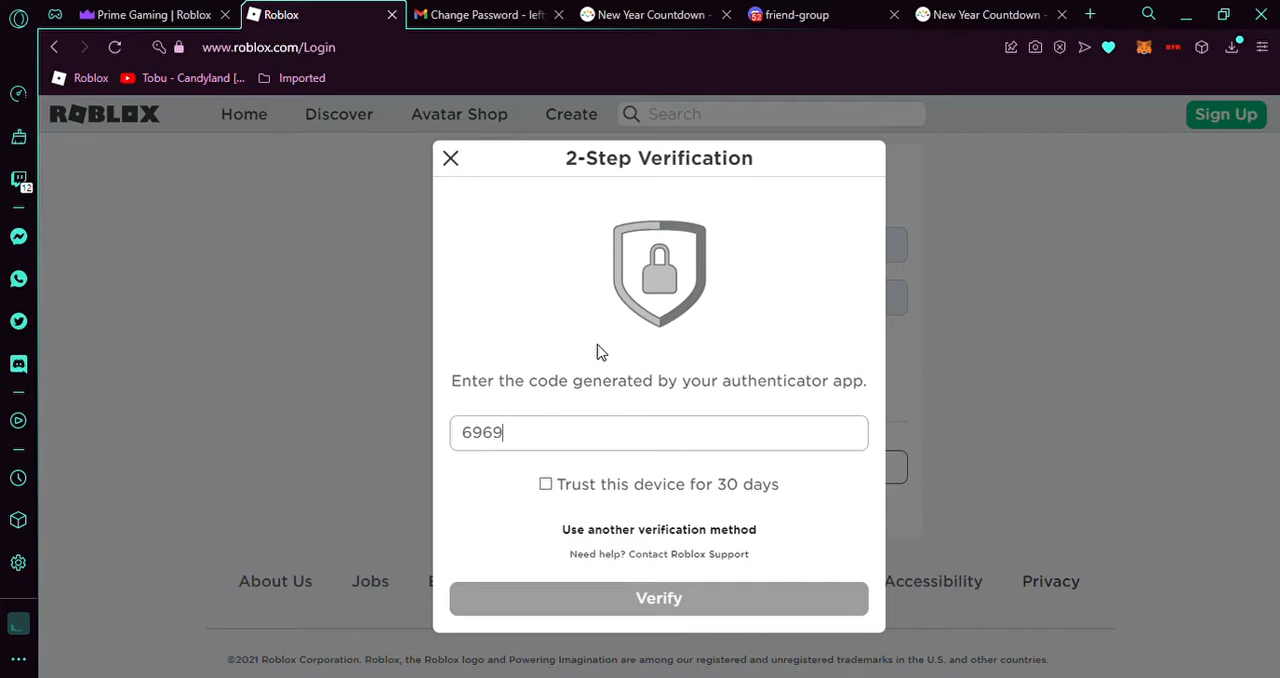 Prime Gaming | Roblox
Roblox
Change Password - left
New Year Countdown -
52 friend-group
New Year Countdown -
www.roblox.com/Login
BFR
Roblox
Tobu - Candyland [...
Imported
ROBLOX
Home
Discover
Avatar Shop
Create
Search
Sign Up
12
2-Step Verification
Enter the code generated by your authenticator app.
6969
Trust this device for 30 days
Use another verification method
Need help? Contact Roblox Support
Verify
About Us
Jobs
Accessibility
Privacy
©2021 Roblox Corporation. Roblox, the Roblox logo and Powering Imagination are among our registered and unregistered trademarks in the U.S. and other countries.